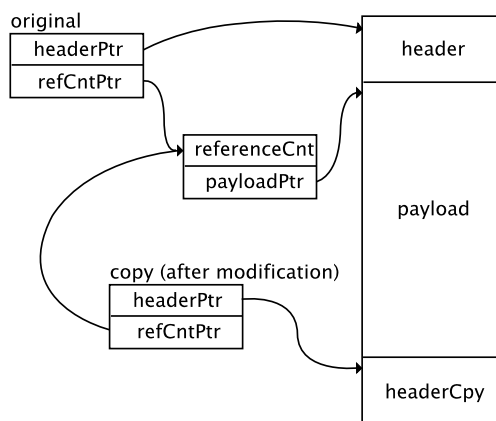 original
headerPtr
refCntPtr
header
referenceCnt
payloadPtr
payload
copy (after modification)
headerPtr
refCntPtr
headerCpy